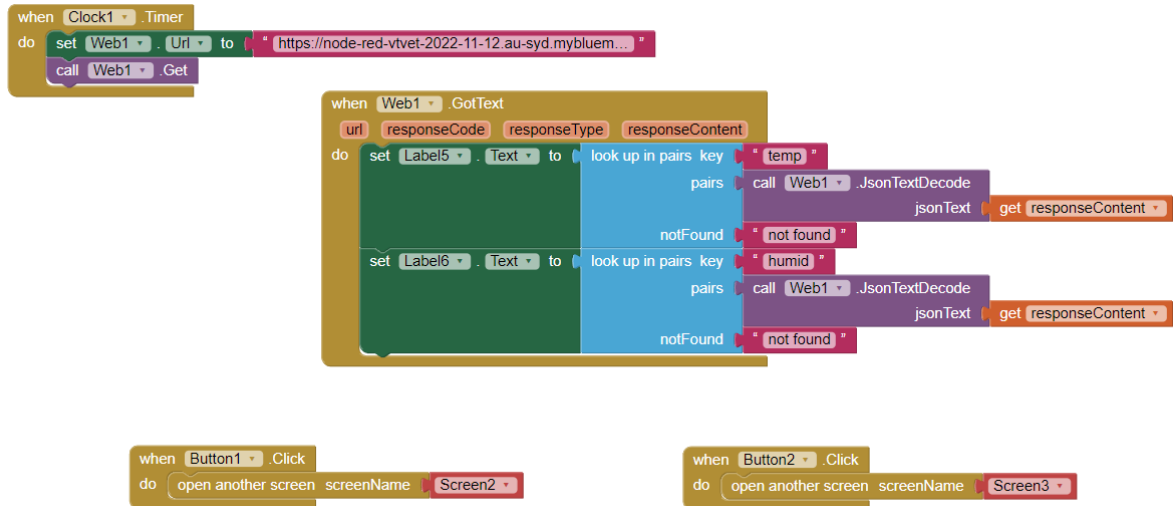 when Clock1 .Timer
do set Web1 . Url to " https://node-red-vtvet-2022-11-12.au-syd.mybluem... "
call Web1 .Get
when Web1 .GotText
url responseCode responseType responseContent
do set Label5 . Text to look up in pairs key " temp "
pairs call Web1 .JsonTextDecode
jsonText get responseContent
notFound " not found "
set Label6 . Text to look up in pairs key " humid "
pairs call Web1 .JsonTextDecode
jsonText get responseContent
notFound " not found "
when Button1 .Click
do open another screen screenName Screen2
when Button2 .Click
do open another screen screenName Screen3